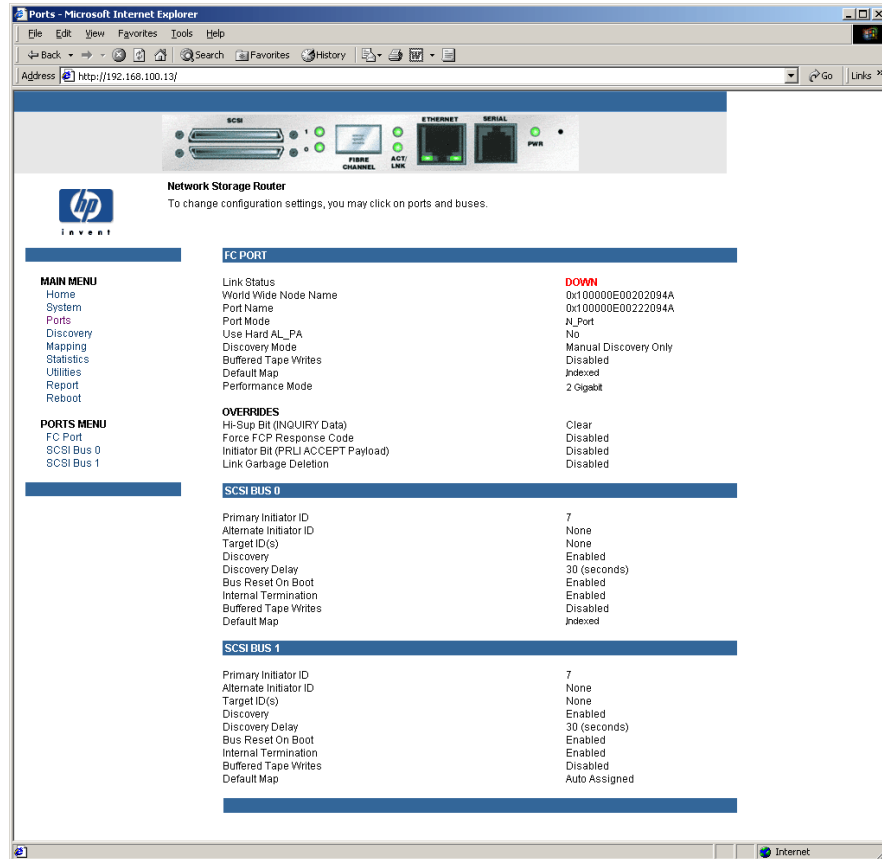 Ports - Microsoft Internet Explorer
File Edit View Favorites Tools Help
Back Search Favorites History
Address http://192.168.100.13/ Go Links »
SCSI ETHERNET SERIAL
1
0
FIBRE CHANNEL ACT/ LNK PWR
Network Storage Router
To change configuration settings, you may click on ports and buses.
hp
invent
FC PORT
MAIN MENU
Home
System
Ports
Discovery
Mapping
Statistics
Utilities
Report
Reboot
PORTS MENU
FC Port
SCSI Bus 0
SCSI Bus 1
Link Status DOWN
World Wide Node Name 0x100000E00202094A
Port Name 0x100000E00222094A
Port Mode N_Port
Use Hard AL_PA No
Discovery Mode Manual Discovery Only
Buffered Tape Writes Disabled
Default Map Indexed
Performance Mode 2 Gigabit
OVERRIDES
Hi-Sup Bit (INQUIRY Data) Clear
Force FCP Response Code Disabled
Initiator Bit (PRLI ACCEPT Payload) Disabled
Link Garbage Deletion Disabled
SCSI BUS 0
Primary Initiator ID 7
Alternate Initiator ID None
Target ID(s) None
Discovery Enabled
Discovery Delay 30 (seconds)
Bus Reset On Boot Enabled
Internal Termination Enabled
Buffered Tape Writes Disabled
Default Map Indexed
SCSI BUS 1
Primary Initiator ID 7
Alternate Initiator ID None
Target ID(s) None
Discovery Enabled
Discovery Delay 30 (seconds)
Bus Reset On Boot Enabled
Internal Termination Enabled
Buffered Tape Writes Disabled
Default Map Auto Assigned
Internet